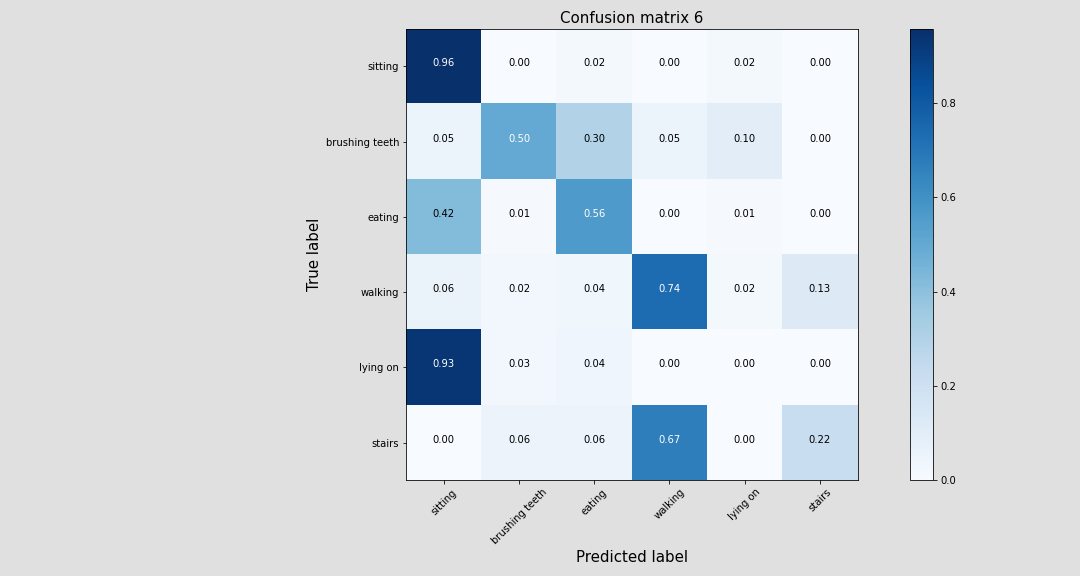 Confusion matrix 6
sitting 0.96 0.00 0.02 0.00 0.02 0.00
brushing teeth 0.05 0.50 0.30 0.05 0.10 0.00
eating 0.42 0.01 0.56 0.00 0.01 0.00
walking 0.06 0.02 0.04 0.74 0.02 0.13
lying on 0.93 0.03 0.04 0.00 0.00 0.00
stairs 0.00 0.06 0.06 0.67 0.00 0.22
True label
sitting brushing teeth eating walking lying on stairs
Predicted label
0.8
0.6
0.4
0.2
0.0